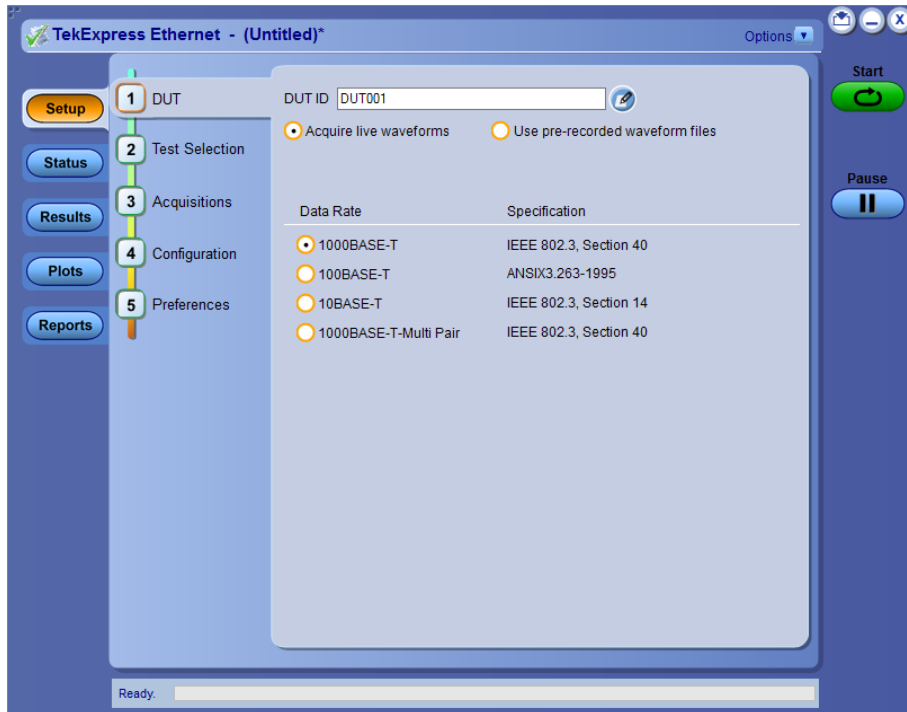 TekExpress Ethernet - (Untitled)*
Options
Start
Pause
Setup
Status
Results
Plots
Reports
1 DUT
2 Test Selection
3 Acquisitions
4 Configuration
5 Preferences
DUT ID DUT001
Acquire live waveforms
Use pre-recorded waveform files
Data Rate Specification
1000BASE-T IEEE 802.3, Section 40
100BASE-T ANSIX3.263-1995
10BASE-T IEEE 802.3, Section 14
1000BASE-T-Multi Pair IEEE 802.3, Section 40
Ready.